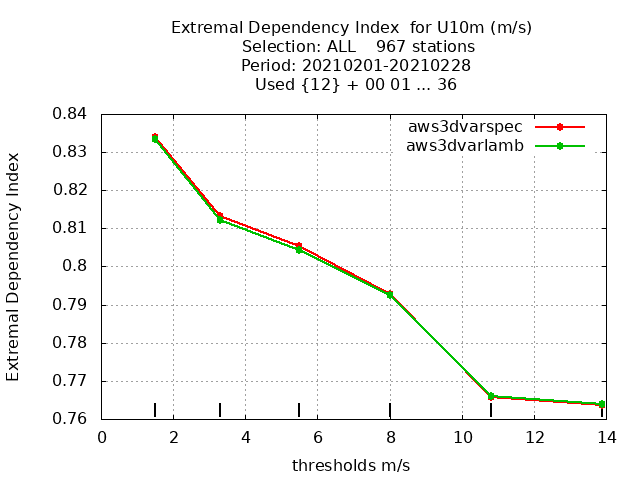 Extremal Dependency Index  for U10m (m/s)
Selection: ALL    967 stations
Period: 20210201-20210228
Used {12} + 00 01 ... 36
aws3dvarspec
aws3dvarlamb
Extremal Dependency Index
0.84
0.83
0.82
0.81
0.8
0.79
0.78
0.77
0.76
0 2 4 6 8 10 12 14
thresholds m/s